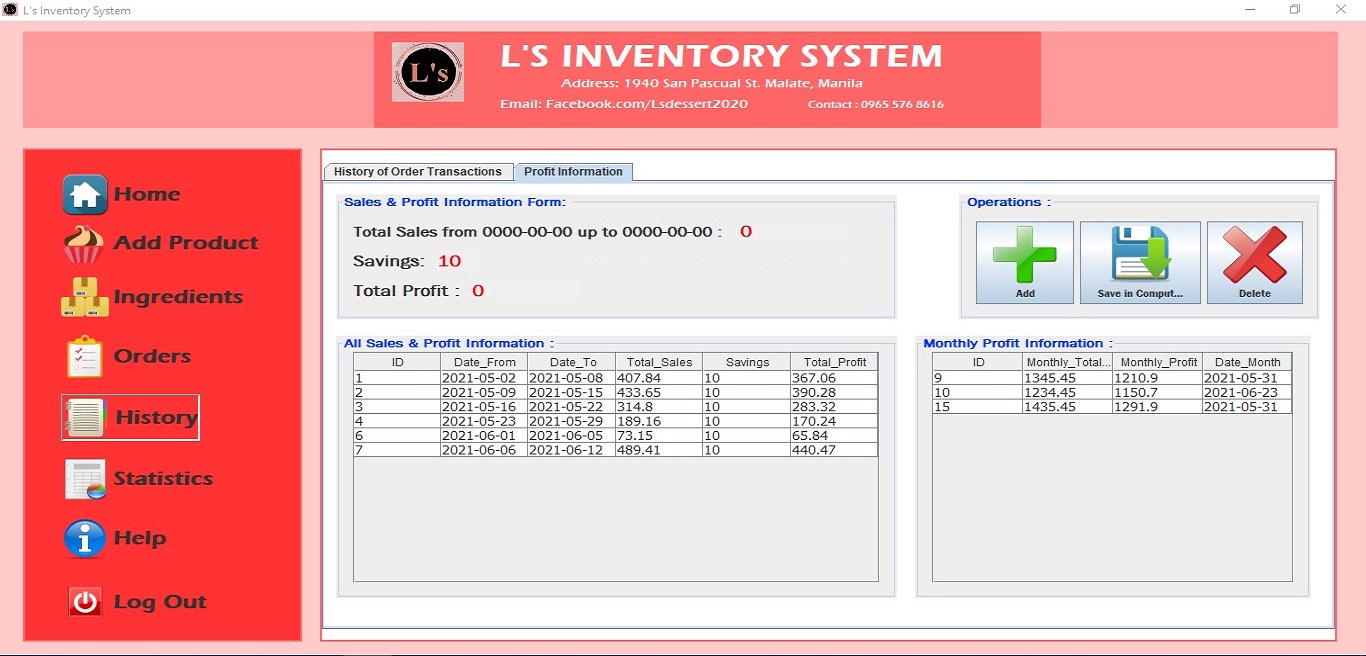 L's Inventory System
L's
L'S INVENTORY SYSTEM
Address: 1940 San Pascual St. Malate, Manila
Email: Facebook.com/Lsdessert2020 Contact : 0965 576 8616
Home
Add Product
Ingredients
Orders
History
Statistics
Help
Log Out
History of Order Transactions Profit Information
Sales & Profit Information Form:
Total Sales from 0000-00-00 up to 0000-00-00 : 0
Savings: 10
Total Profit : 0
Operations :
Add Save in Comput... Delete
All Sales & Profit Information :
ID Date_From Date_To Total_Sales Savings Total_Profit
1 2021-05-02 2021-05-08 407.84 10 367.06
2 2021-05-09 2021-05-15 433.65 10 390.28
3 2021-05-16 2021-05-22 314.8 10 283.32
4 2021-05-23 2021-05-29 189.16 10 170.24
6 2021-06-01 2021-06-05 73.15 10 65.84
7 2021-06-06 2021-06-12 489.41 10 440.47
Monthly Profit Information :
ID Monthly_Total... Monthly_Profit Date_Month
9 1345.45 1210.9 2021-05-31
10 1234.45 1150.7 2021-06-23
15 1435.45 1291.9 2021-05-31